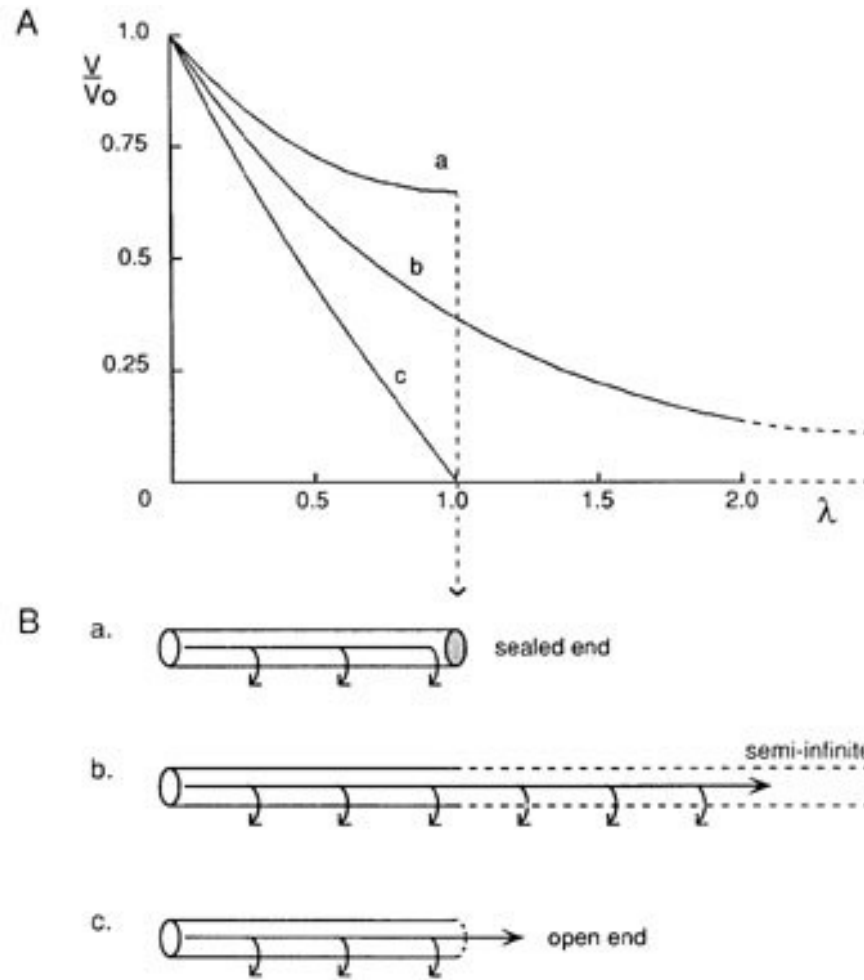 A
1.0
V
Vo
0.75
a
0.5
b
0.25
c
0
0.5
1.0
1.5
2.0
λ
B
a.
sealed end
semi-infinite
b.
c.
open end